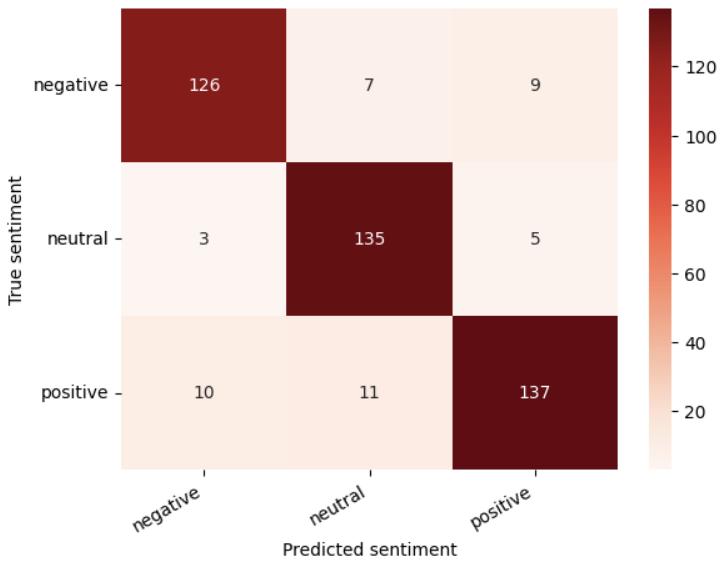 negative 126 7 9
neutral 3 135 5
positive 10 11 137
negative neutral positive
True sentiment
Predicted sentiment
120
100
80
60
40
20